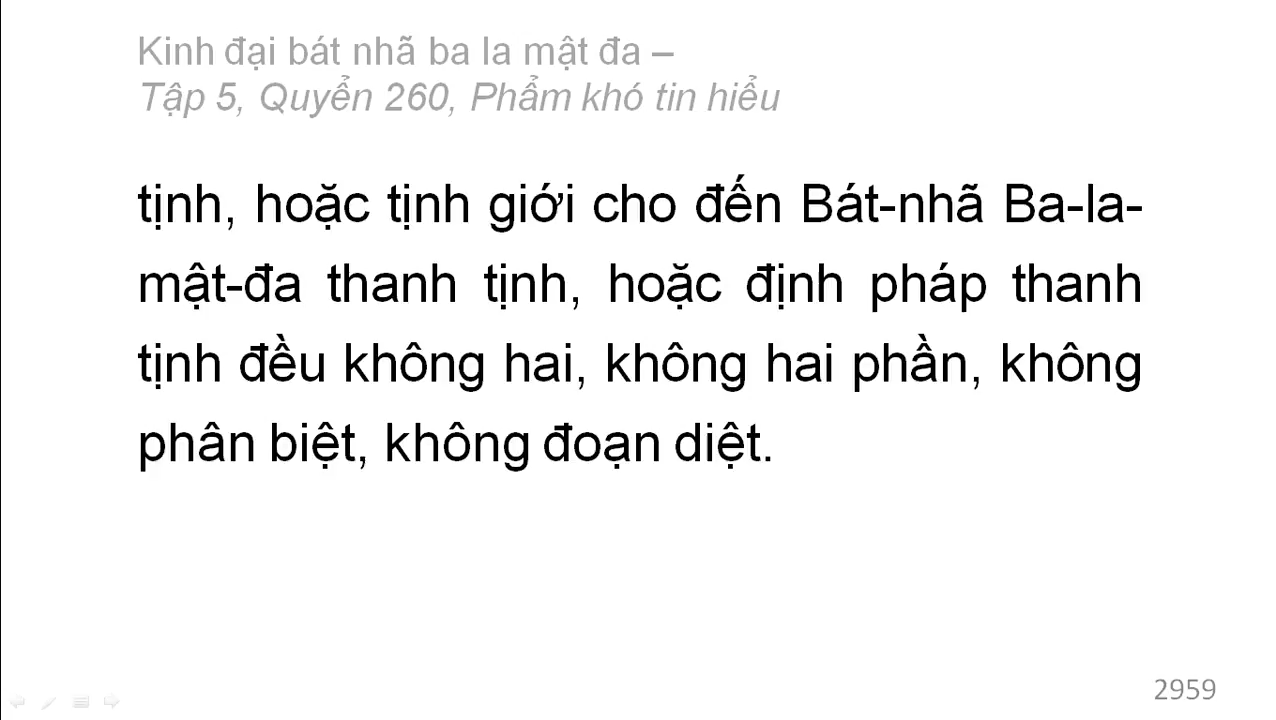 Kinh đại bát nhã ba la mật đa –
Tập 5, Quyển 260, Phẩm khó tin hiểu
tịnh, hoặc tịnh giới cho đến Bát-nhã Ba-la-
mật-đa thanh tịnh, hoặc định pháp thanh
tịnh đều không hai, không hai phần, không
phân biệt, không đoạn diệt.
2959